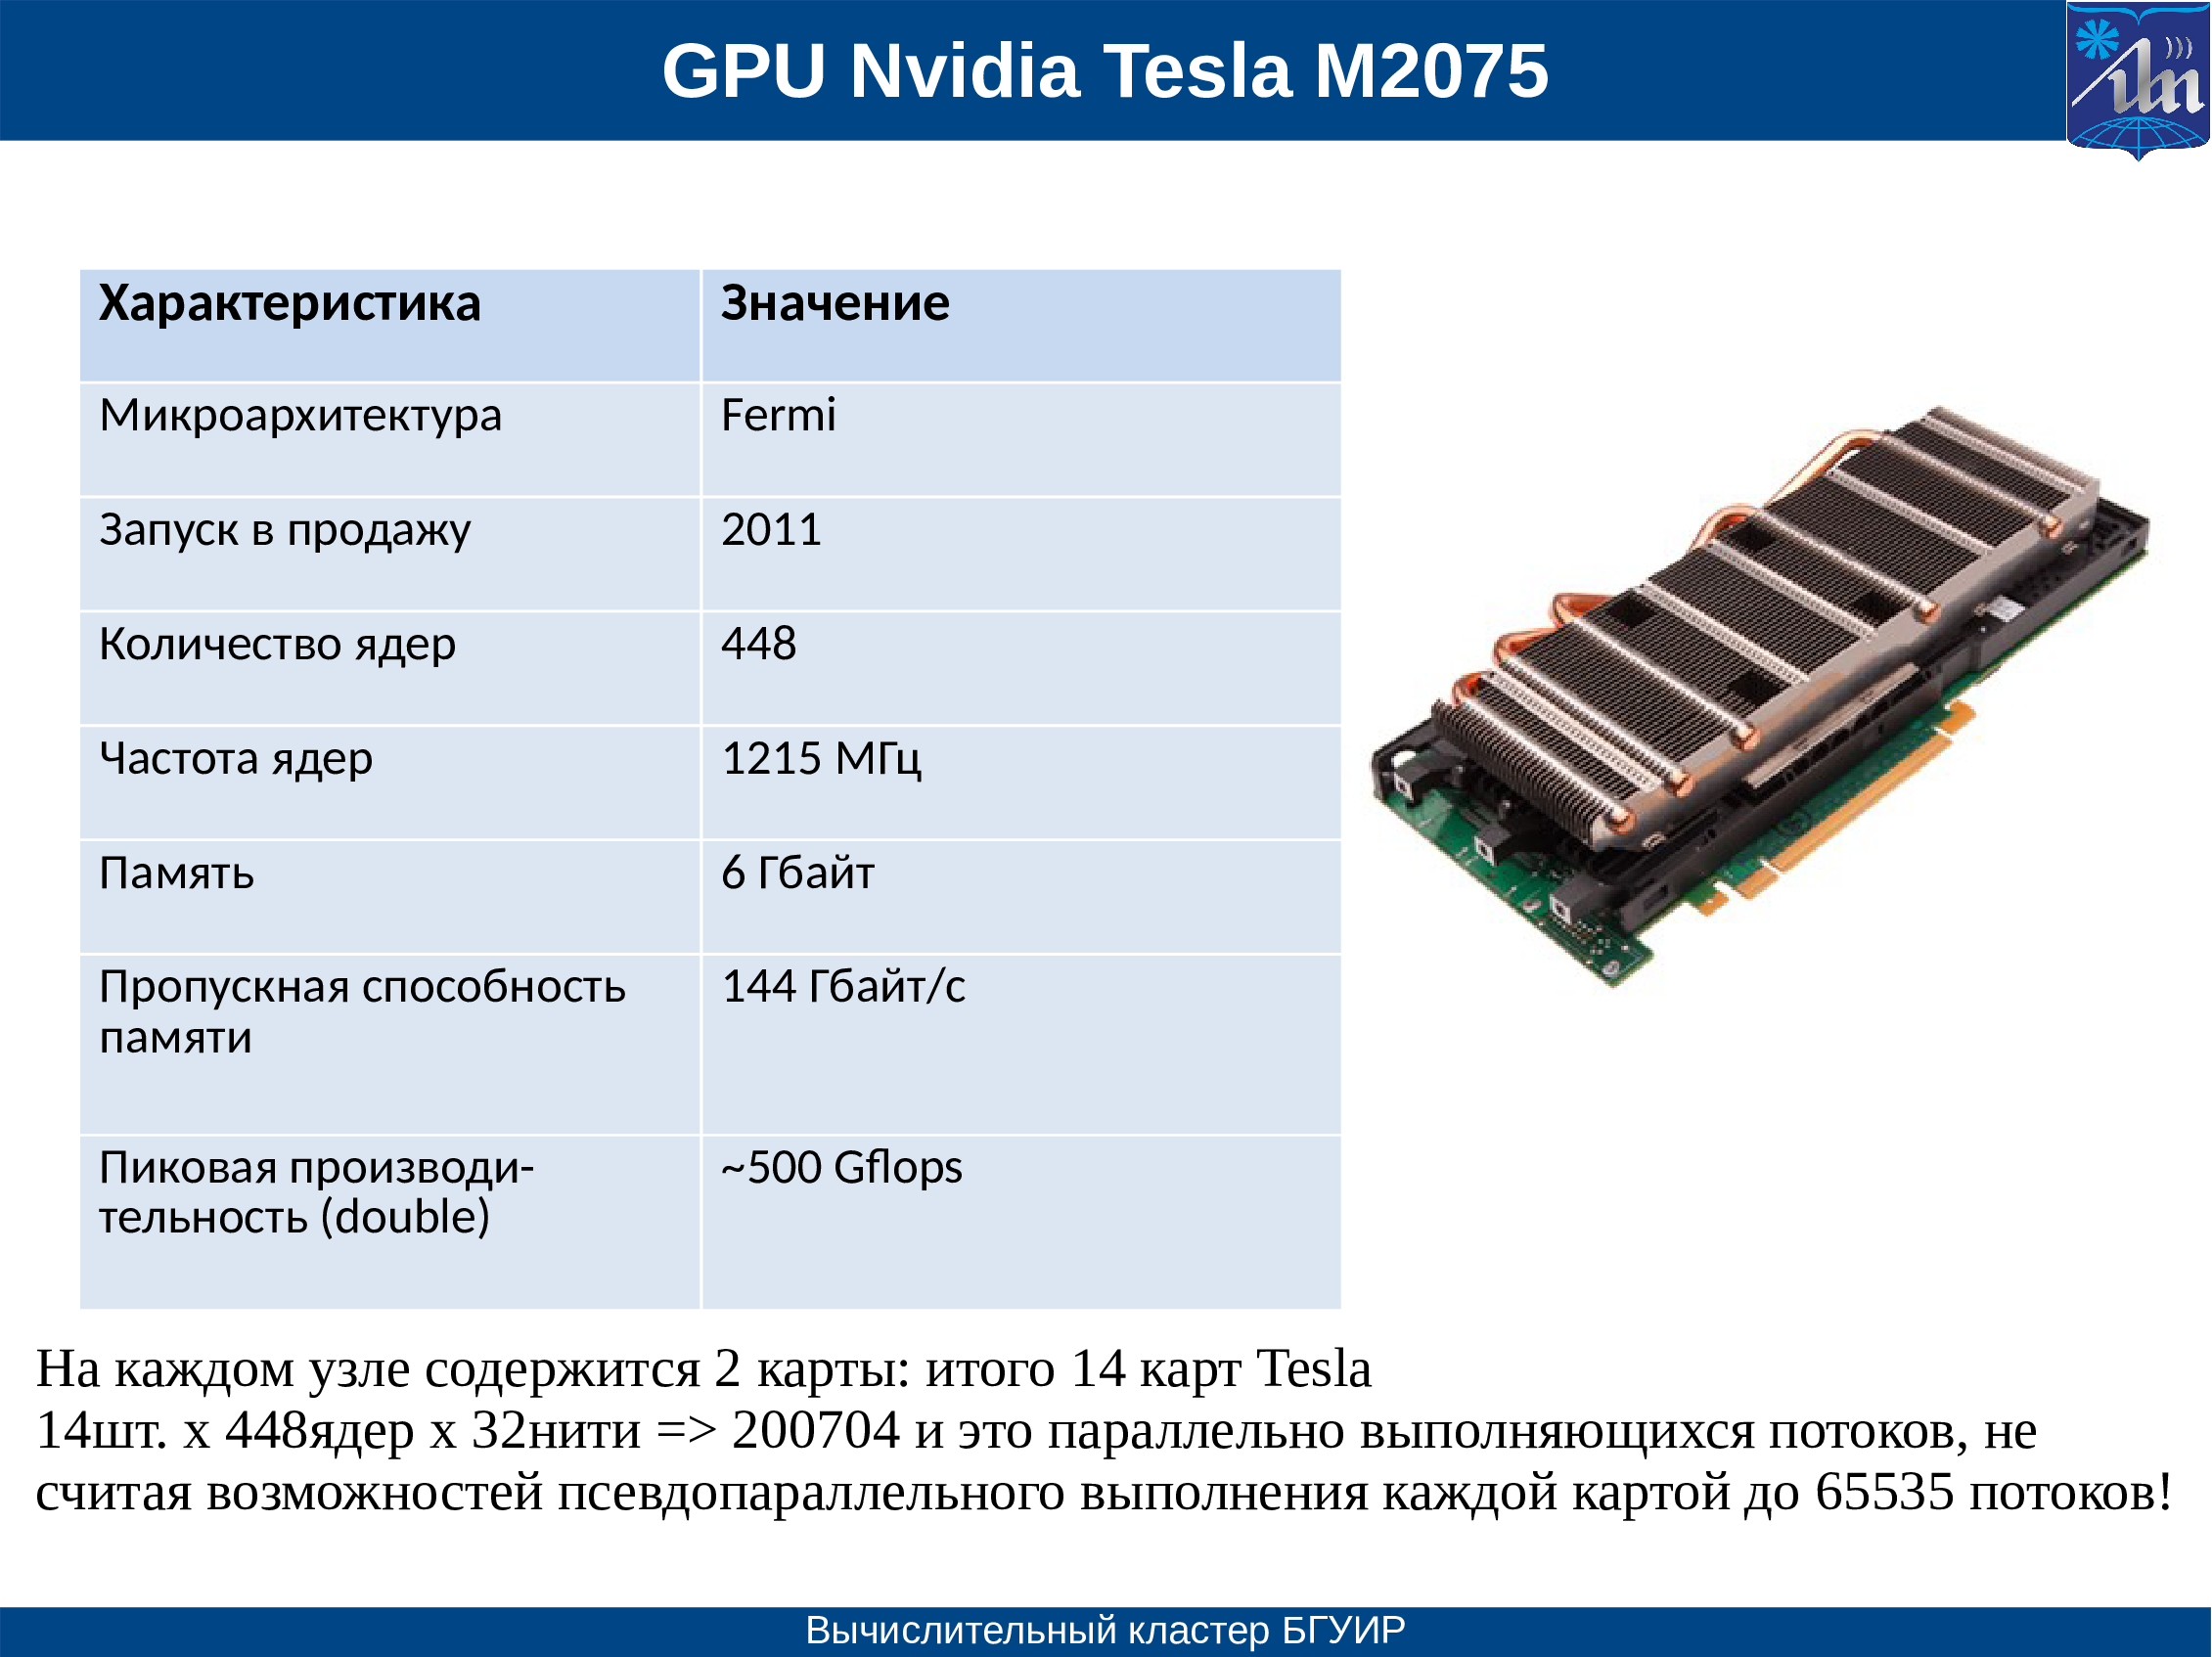 GPU Nvidia Tesla M2075
Характеристика Значение
Микроархитектура Fermi
Запуск в продажу 2011
Количество ядер 448
Частота ядер 1215 МГц
Память 6 Гбайт
Пропускная способность 144 Гбайт/с
памяти
Пиковая производи- ~500 Gflops
тельность (double)
На каждом узле содержится 2 карты: итого 14 карт Tesla
14шт. х 448ядер х 32нити => 200704 и это параллельно выполняющихся потоков, не
считая возможностей псевдопараллельного выполнения каждой картой до 65535 потоков!
Вычислительный кластер БГУИР